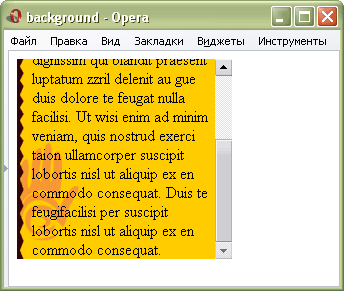 background - Opera
Файл Правка Вид Закладки Виджеты Инструменты
dignissim qui blandit praesent
luptatum zzril delenit au gue
duis dolore te feugat nulla
facilisi. Ut wisi enim ad minim
veniam, quis nostrud exerci
taion ullamcorper suscipit
lobortis nisl ut aliquip ex en
commodo consequat. Duis te
feugifacilisi per suscipit
lobortis nisl ut aliquip ex en
commodo consequat.